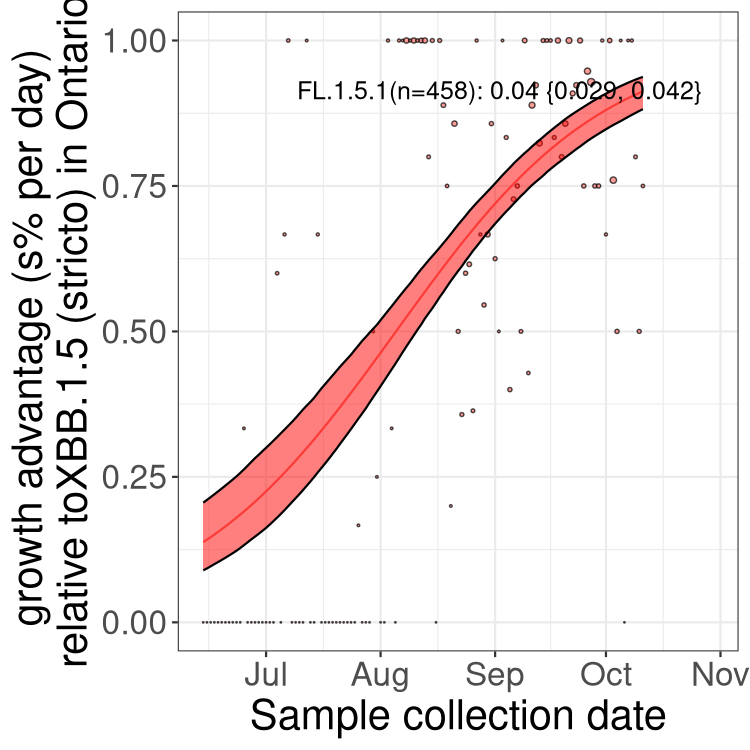 growth advantage (s% per day)
relative toXBB.1.5 (stricto) in Ontario
1.00
0.75
0.50
0.25
0.00
FL.1.5.1(n=458): 0.04 {0.029, 0.042}
Jul Aug Sep Oct Nov
Sample collection date